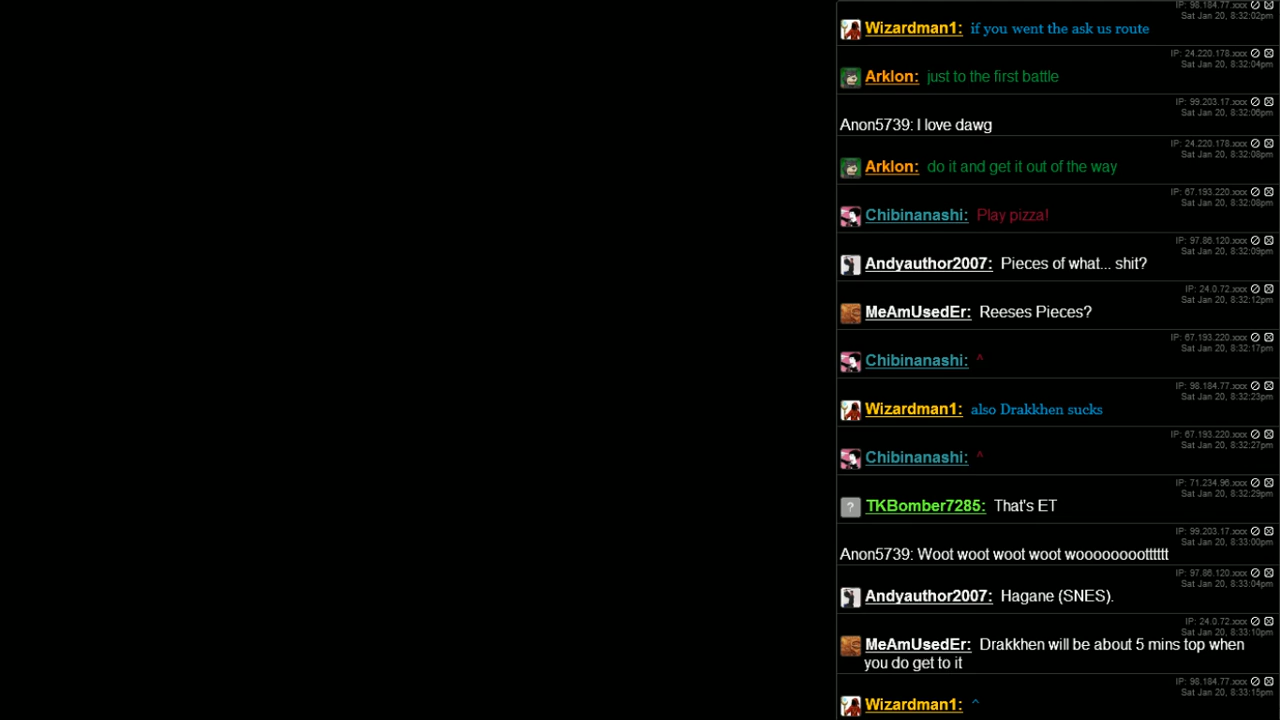 IP: 98.184.77.xxx
Sat Jan 20, 8:32:02pm
Wizardman1: if you went the ask us route
IP: 24.220.178.xxx
Sat Jan 20, 8:32:04pm
Arklon: just to the first battle
IP: 99.203.17.xxx
Sat Jan 20, 8:32:06pm
Anon5739: I love dawg
IP: 24.220.178.xxx
Sat Jan 20, 8:32:08pm
Arklon: do it and get it out of the way
IP: 67.193.220.xxx
Sat Jan 20, 8:32:08pm
Chibinanashi: Play pizza!
IP: 97.86.120.xxx
Sat Jan 20, 8:32:09pm
Andyauthor2007: Pieces of what... shit?
IP: 24.0.72.xxx
Sat Jan 20, 8:32:12pm
MeAmUsedEr: Reeses Pieces?
IP: 67.193.220.xxx
Sat Jan 20, 8:32:17pm
Chibinanashi: ^
IP: 98.184.77.xxx
Sat Jan 20, 8:32:23pm
Wizardman1: also Drakkhen sucks
IP: 67.193.220.xxx
Sat Jan 20, 8:32:27pm
Chibinanashi: ^
IP: 71.234.96.xxx
Sat Jan 20, 8:32:29pm
? TKBomber7285: That's ET
IP: 99.203.17.xxx
Sat Jan 20, 8:33:00pm
Anon5739: Woot woot woot woot woooooooottttttt
IP: 97.86.120.xxx
Sat Jan 20, 8:33:04pm
Andyauthor2007: Hagane (SNES).
IP: 24.0.72.xxx
Sat Jan 20, 8:33:10pm
MeAmUsedEr: Drakkhen will be about 5 mins top when
you do get to it
IP: 98.184.77.xxx
Sat Jan 20, 8:33:15pm
Wizardman1: ^